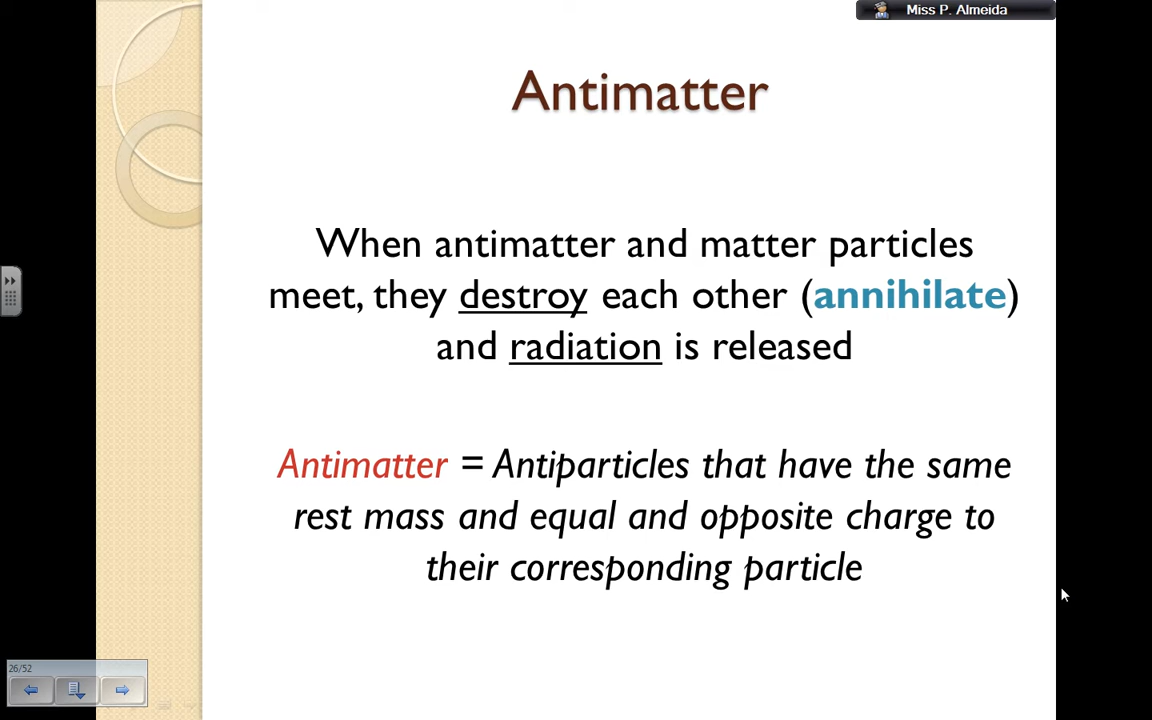 Miss P. Almeida
Antimatter
When antimatter and matter particles
meet, they destroy each other (annihilate)
and radiation is released
Antimatter = Antiparticles that have the same
rest mass and equal and opposite charge to
their corresponding particle
26/52